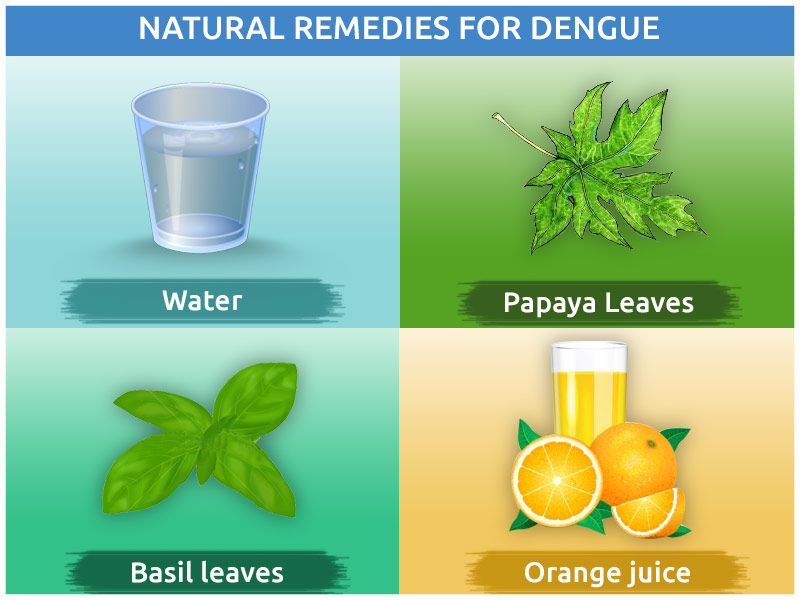 NATURAL REMEDIES FOR DENGUE
Water
Papaya Leaves
Basil leaves
Orange juice